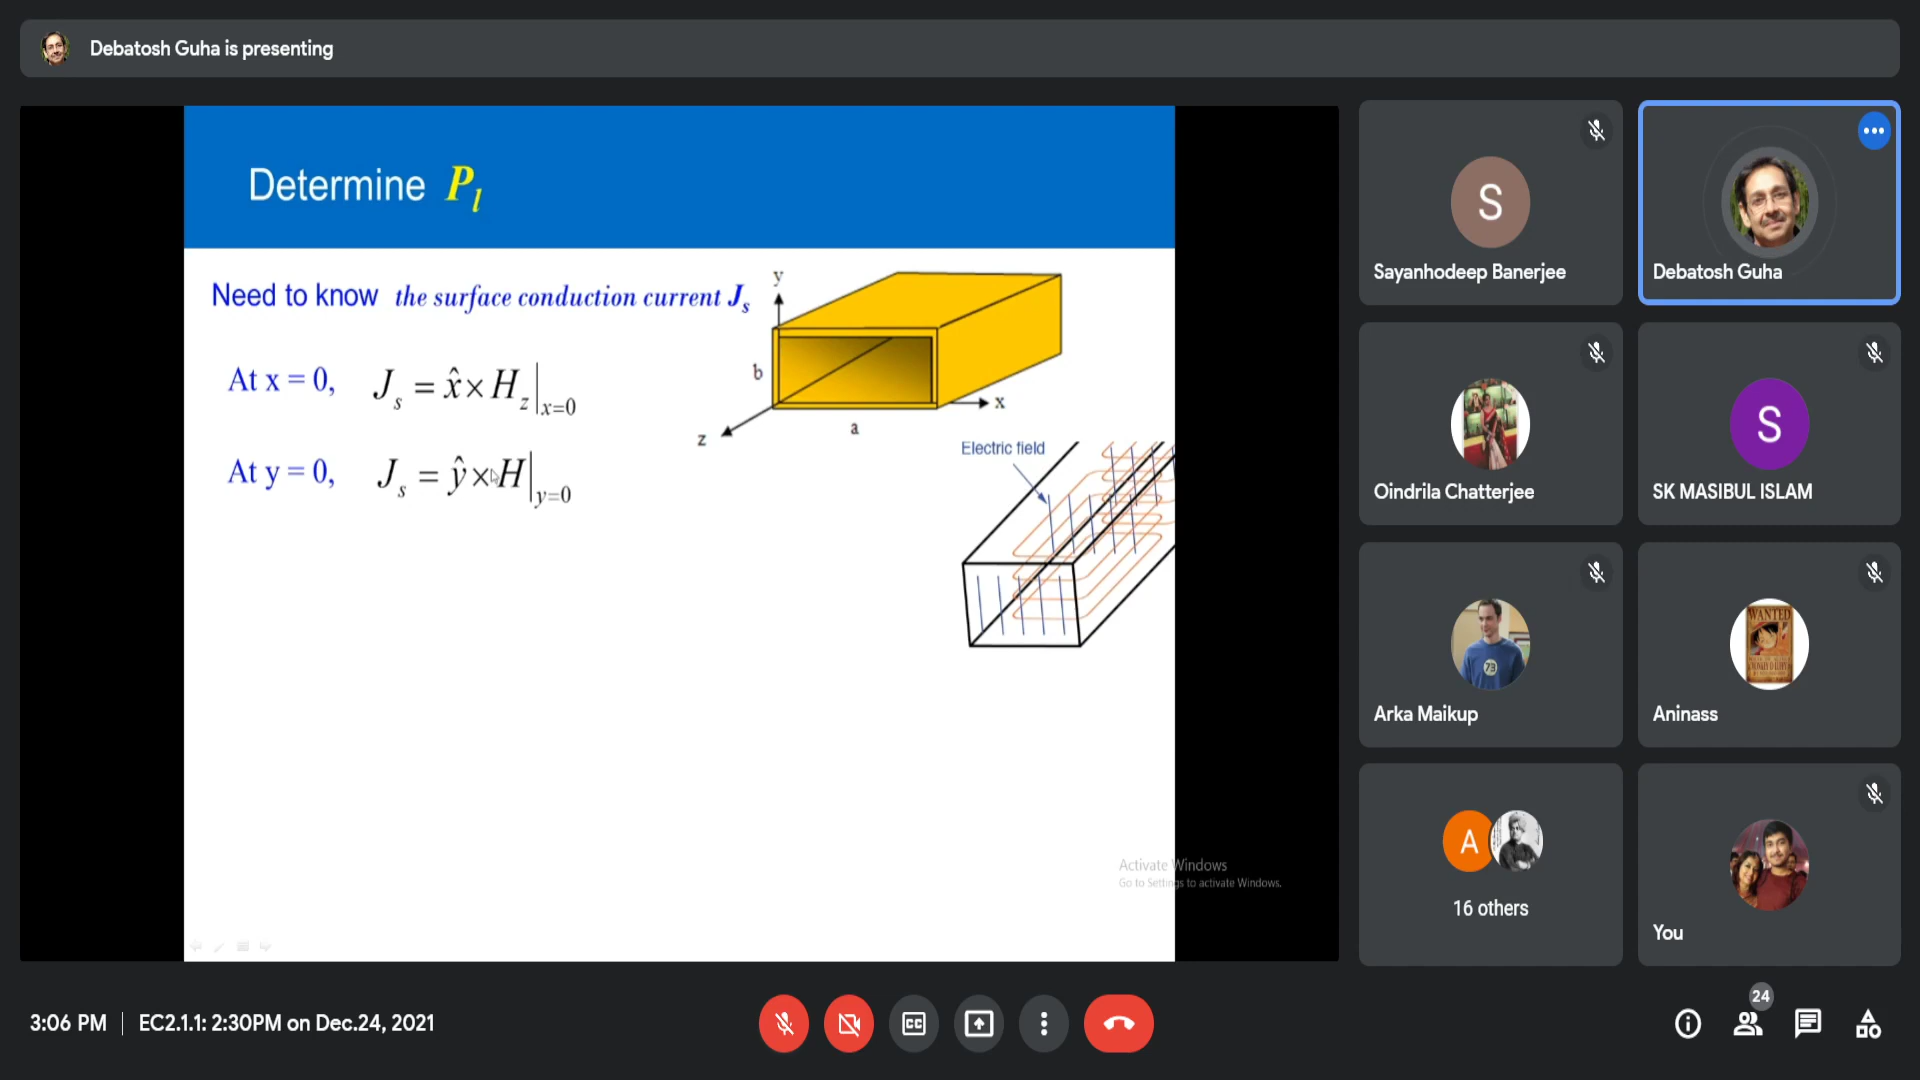 Debatosh Guha is presenting
Determine P_l
Need to know the surface conduction current J_s
At x = 0, J_s = x̂ × H_z|_{x=0}
At y = 0, J_s = ŷ × H|_{y=0}
y
b
x
z
a
Electric field
Activate Windows
Go to Settings to activate Windows.
S
Sayanhodeep Banerjee
Debatosh Guha
Oindrila Chatterjee
S
SK MASIBUL ISLAM
73
Arka Maikup
WANTED
Aninass
A
16 others
You
3:06 PM | EC2.1.1: 2:30PM on Dec.24, 2021
CC
24